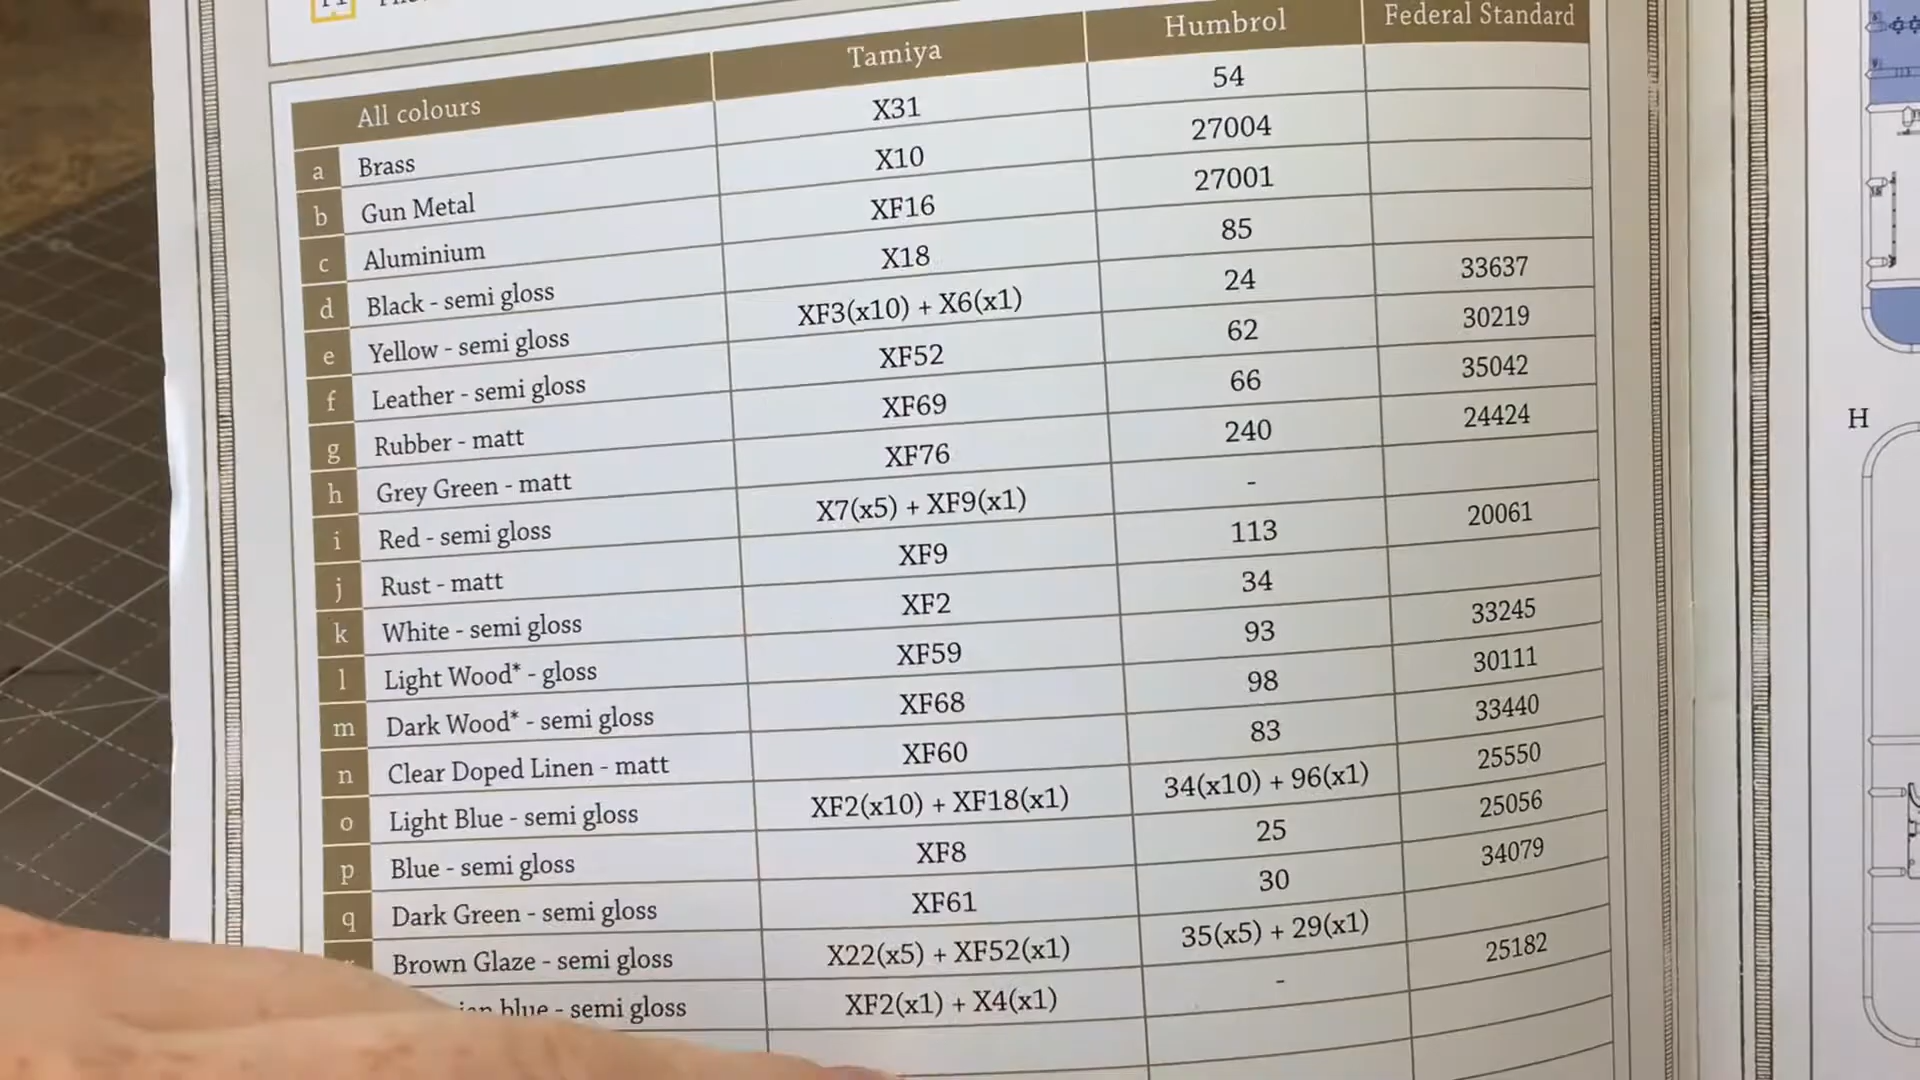 All colours Tamiya Humbrol Federal Standard
a Brass X31 54
b Gun Metal X10 27004
c Aluminium XF16 27001
d Black - semi gloss X18 85
e Yellow - semi gloss XF3(x10) + X6(x1) 24 33637
f Leather - semi gloss XF52 62 30219
g Rubber - matt XF69 66 35042
h Grey Green - matt XF76 240 24424
i Red - semi gloss X7(x5) + XF9(x1) -
j Rust - matt XF9 113 20061
k White - semi gloss XF2 34
l Light Wood* - gloss XF59 93 33245
m Dark Wood* - semi gloss XF68 98 30111
n Clear Doped Linen - matt XF60 83 33440
o Light Blue - semi gloss XF2(x10) + XF18(x1) 34(x10) + 96(x1) 25550
p Blue - semi gloss XF8 25 25056
q Dark Green - semi gloss XF61 30 34079
Brown Glaze - semi gloss X22(x5) + XF52(x1) 35(x5) + 29(x1)
blue - semi gloss XF2(x1) + X4(x1) - 25182
H